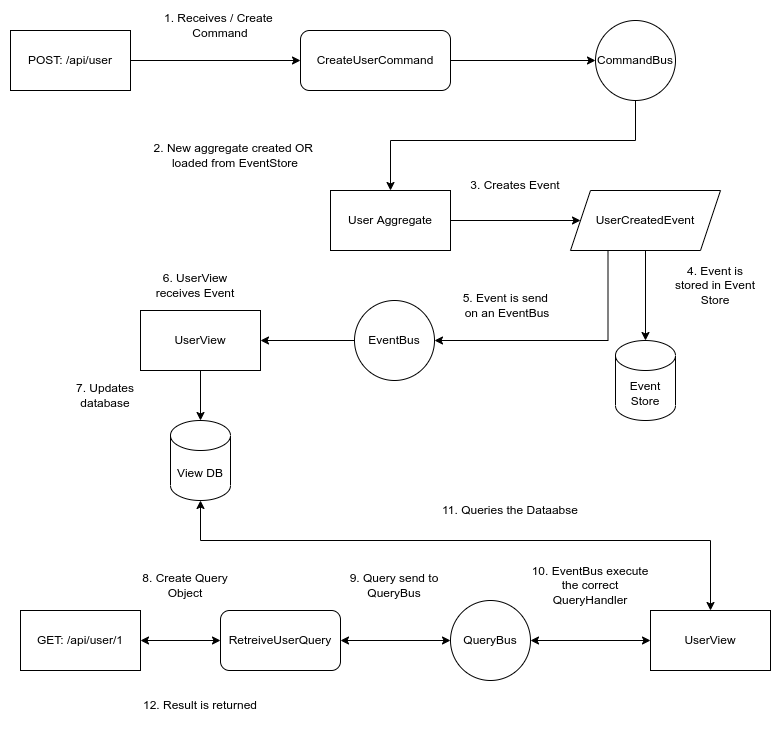 1. Receives / Create
Command
POST: /api/user
CreateUserCommand
CommandBus
2. New aggregate created OR
loaded from EventStore
3. Creates Event
User Aggregate
UserCreatedEvent
4. Event is
stored in Event
Store
6. UserView
receives Event
5. Event is send
on an EventBus
UserView
EventBus
Event
Store
7. Updates
database
View DB
11. Queries the Dataabse
8. Create Query
Object
9. Query send to
QueryBus
10. EventBus execute
the correct
QueryHandler
GET: /api/user/1
RetreiveUserQuery
QueryBus
UserView
12. Result is returned